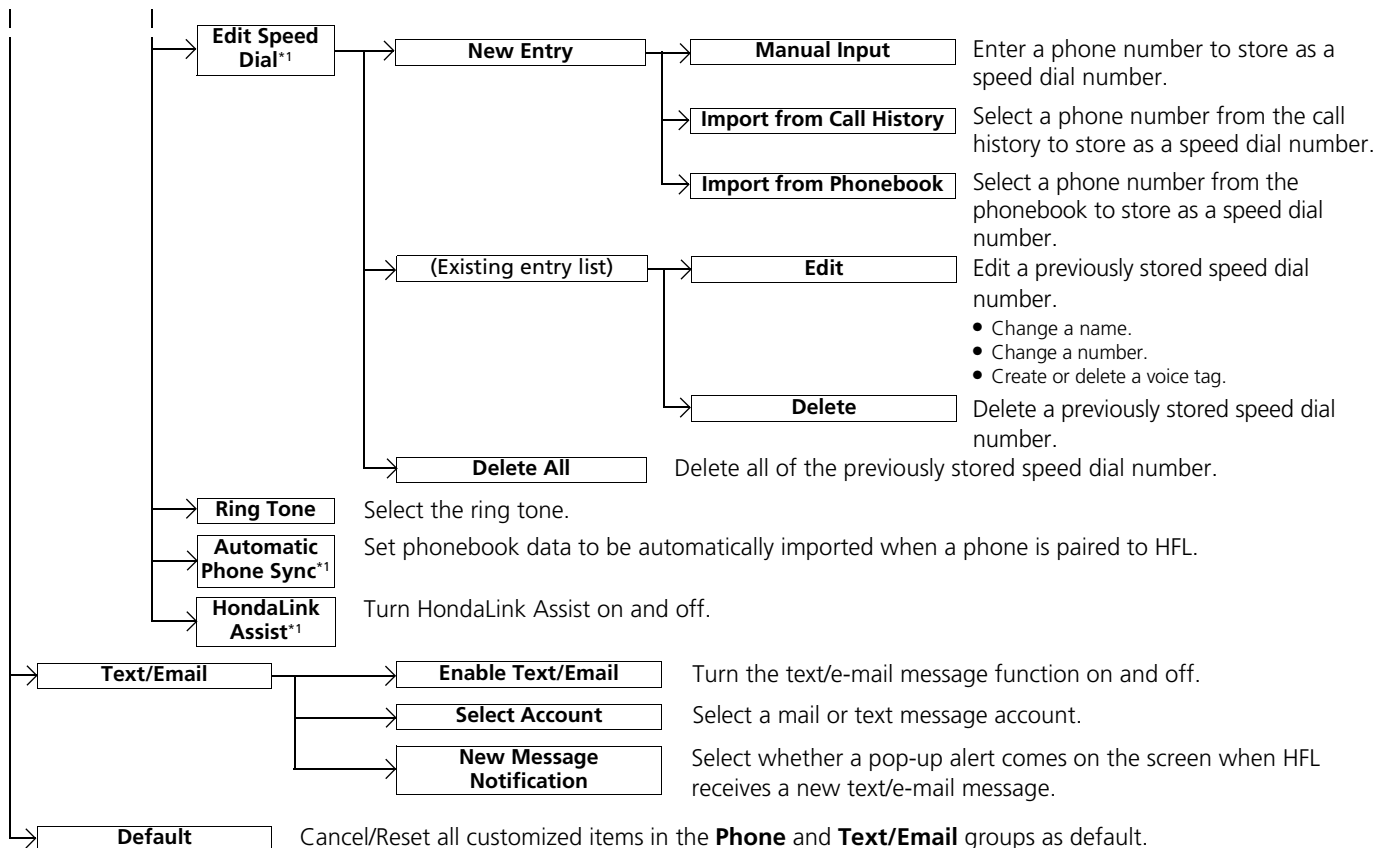 Edit Speed
Dial*1
New Entry
Manual Input
Enter a phone number to store as a
speed dial number.
Import from Call History
Select a phone number from the call
history to store as a speed dial number.
Import from Phonebook
Select a phone number from the
phonebook to store as a speed dial
number.
(Existing entry list)
Edit
Edit a previously stored speed dial
number.
● Change a name.
● Change a number.
● Create or delete a voice tag.
Delete
Delete a previously stored speed dial
number.
Delete All
Delete all of the previously stored speed dial number.
Ring Tone
Select the ring tone.
Automatic
Phone Sync*1
Set phonebook data to be automatically imported when a phone is paired to HFL.
HondaLink
Assist*1
Turn HondaLink Assist on and off.
Text/Email
Enable Text/Email
Turn the text/e-mail message function on and off.
Select Account
Select a mail or text message account.
New Message
Notification
Select whether a pop-up alert comes on the screen when HFL
receives a new text/e-mail message.
Default
Cancel/Reset all customized items in the Phone and Text/Email groups as default.